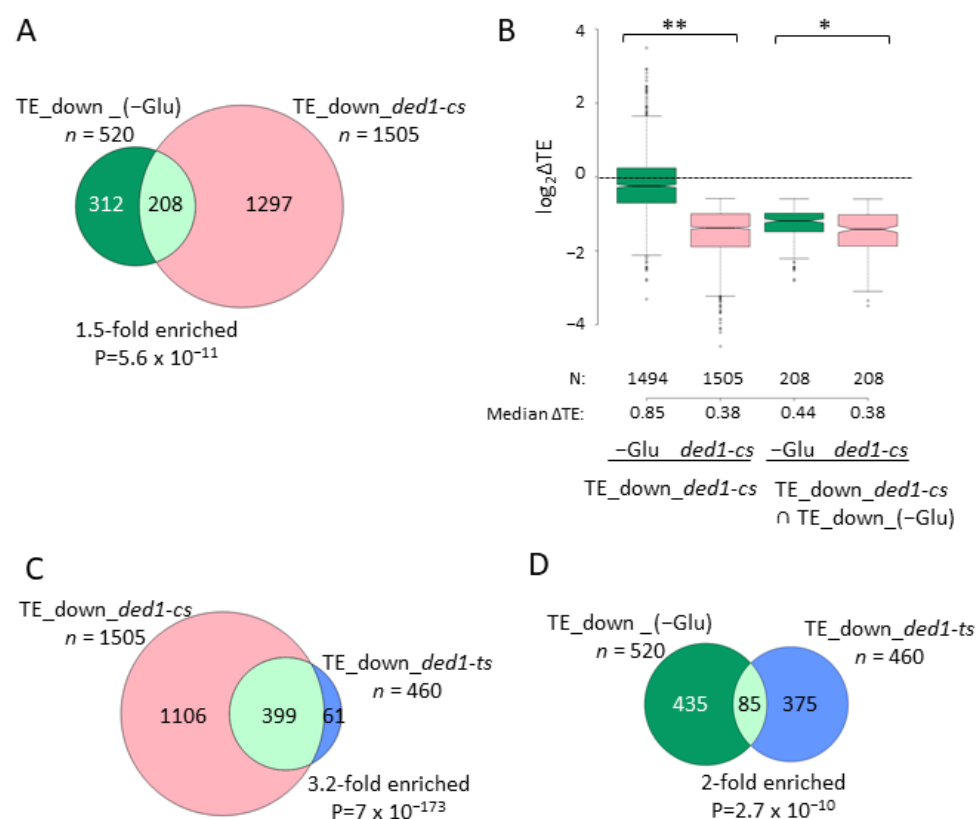 A
TE_down _(−Glu)
n = 520
TE_down_ded1-cs
n = 1505
312
208
1297
1.5-fold enriched
P=5.6 x 10⁻¹¹
B
**
*
4
2
0
−2
−4
log₂ΔTE
N:
1494 1505 208 208
Median ΔTE:
0.85 0.38 0.44 0.38
−Glu ded1-cs −Glu ded1-cs
TE_down_ded1-cs
TE_down_ded1-cs
∩ TE_down_(−Glu)
C
TE_down_ded1-cs
n = 1505
TE_down_ded1-ts
n = 460
1106
399
61
3.2-fold enriched
P=7 x 10⁻¹⁷³
D
TE_down _(−Glu)
n = 520
TE_down_ded1-ts
n = 460
435
85
375
2-fold enriched
P=2.7 x 10⁻¹⁰